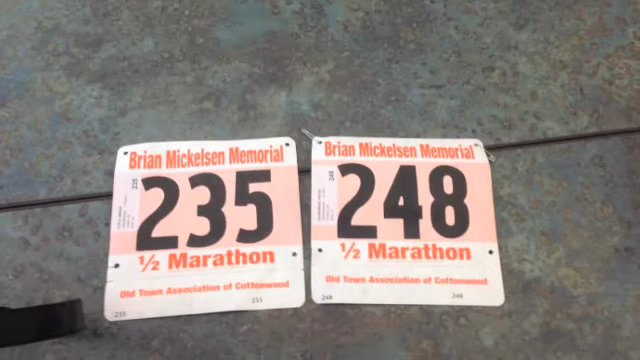 Brian Mickelsen Memorial
235
235
½ Marathon
Old Town Association of Cottonwood
Brian Mickelsen Memorial
248
248
½ Marathon
Old Town Association of Cottonwood
248
248